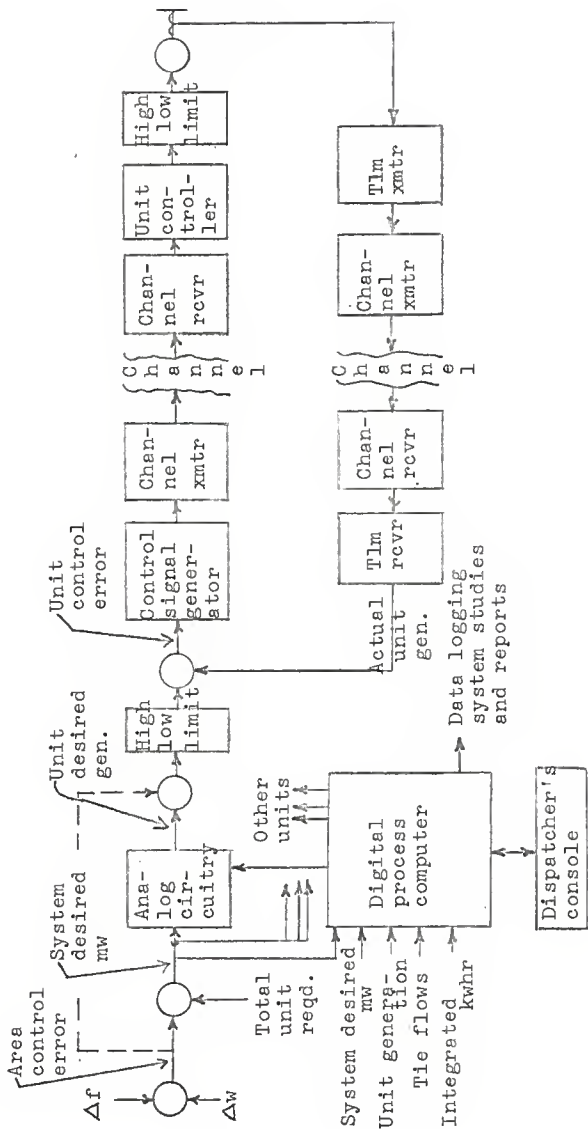 Area
control
error
System
desired
mw
Unit
desired
gen.
Unit
control
error
Δf
Δw
Ana-
log
cir-
cuitry
High
low
limit
Control
signal
gener-
ator
Chan-
nel
xmtr
Channel
Chan-
nel
rcvr
Unit
con-
trol-
ler
High
low
limit
Total
unit
reqd.
Other
units
Actual
unit
gen.
Tlm
rcvr
Chan-
nel
rcvr
Channel
Chan-
nel
xmtr
Tlm
xmtr
System desired
mw
Unit genera-
tion
Tie flows
Integrated
kwhr
Digital
process
computer
Data logging
system studies
and reports
Dispatcher's
console